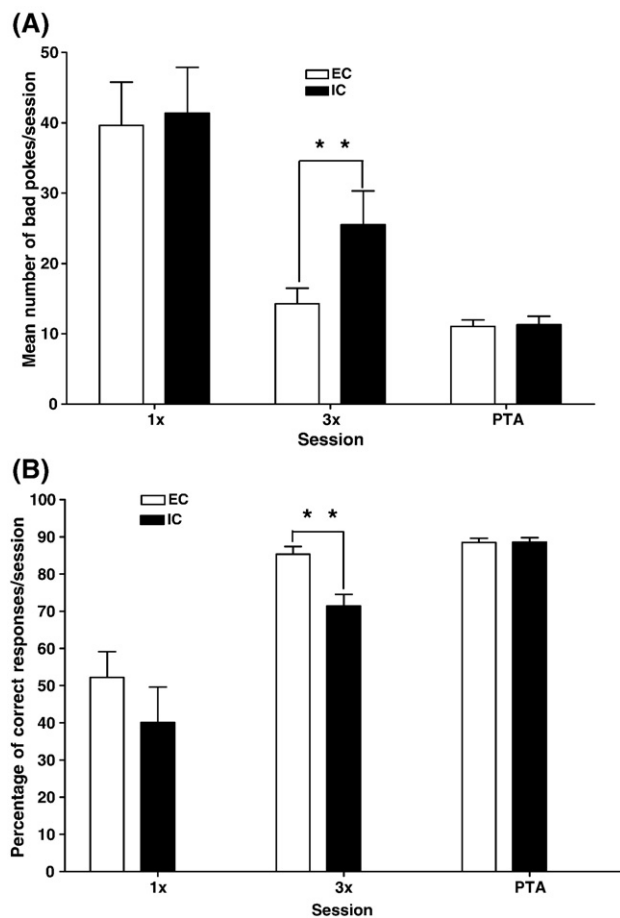 (A)
Mean number of bad pokes/session
50
40
30
20
10
0
EC
IC
* *
1x
3x
PTA
Session
(B)
Percentage of correct responses/session
100
90
80
70
60
50
40
30
20
10
0
EC
IC
* *
1x
3x
PTA
Session